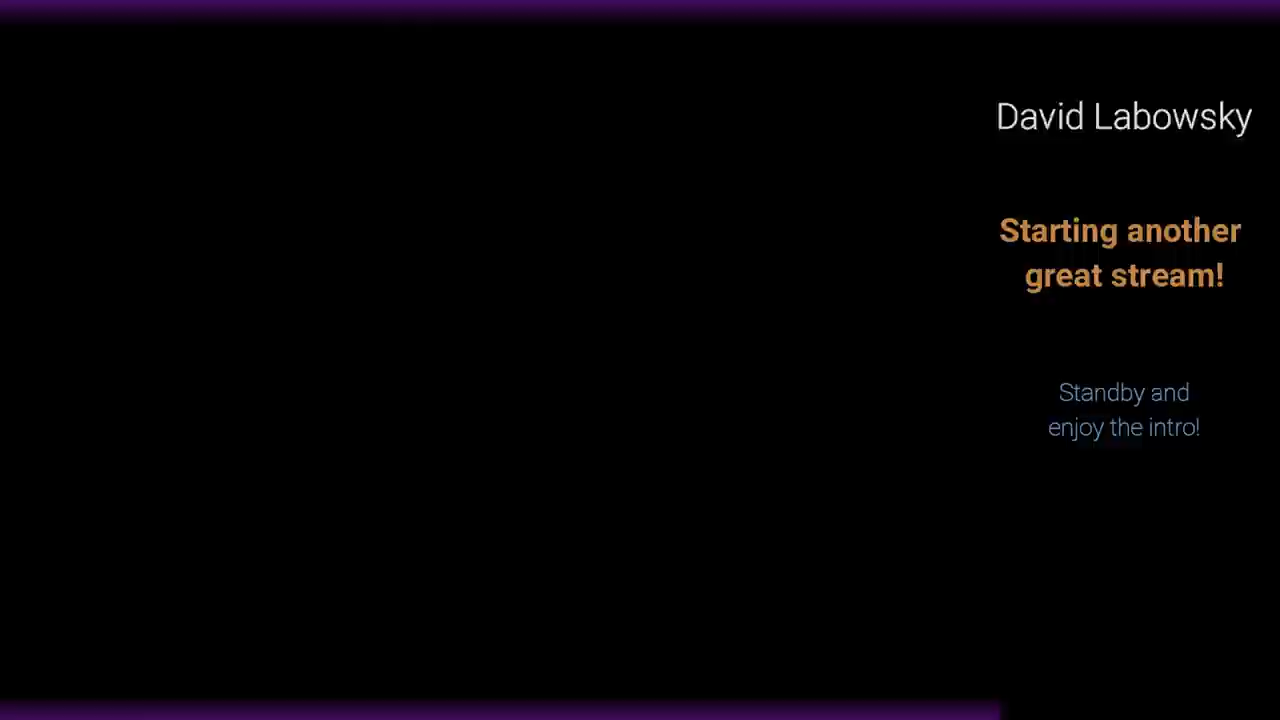 David Labowsky
Starting another
great stream!
Standby and
enjoy the intro!